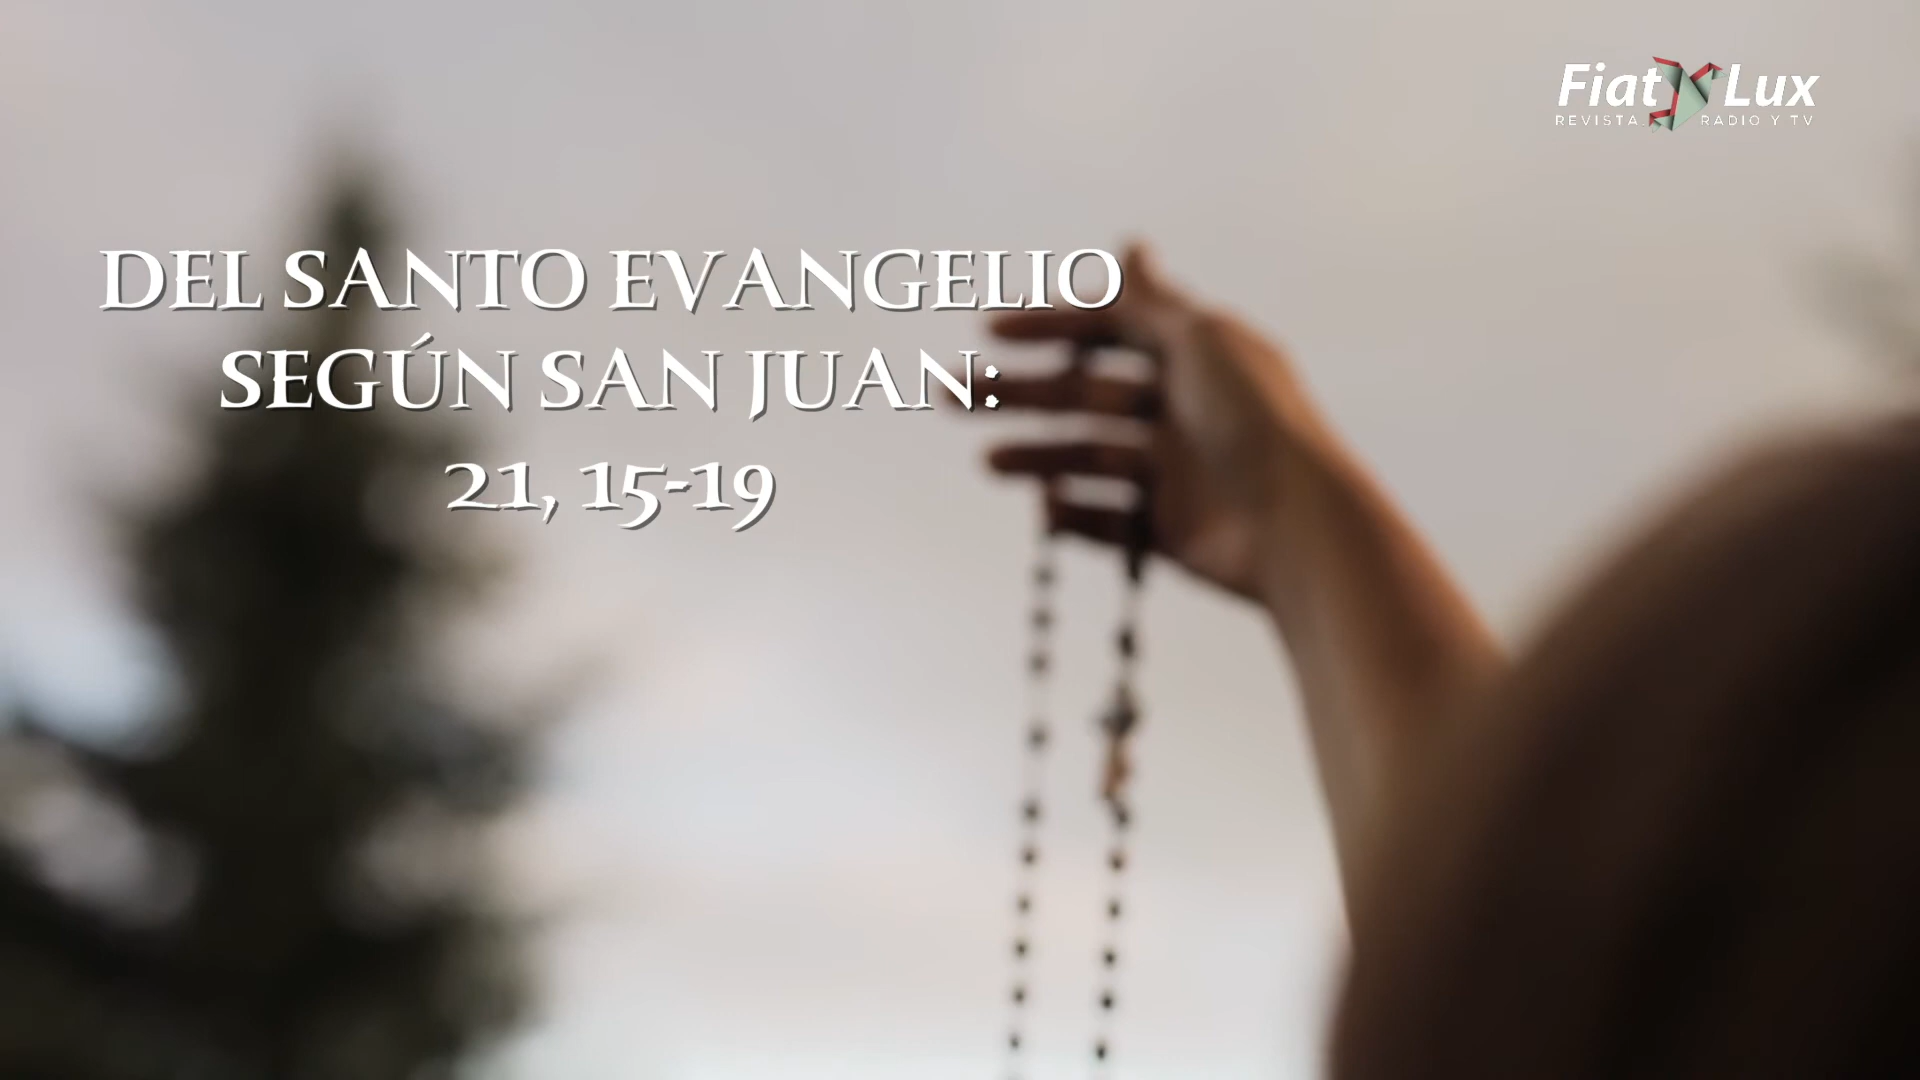 Fiat Lux
REVISTA, RADIO Y TV
DEL SANTO EVANGELIO
SEGÚN SAN JUAN:
21, 15-19